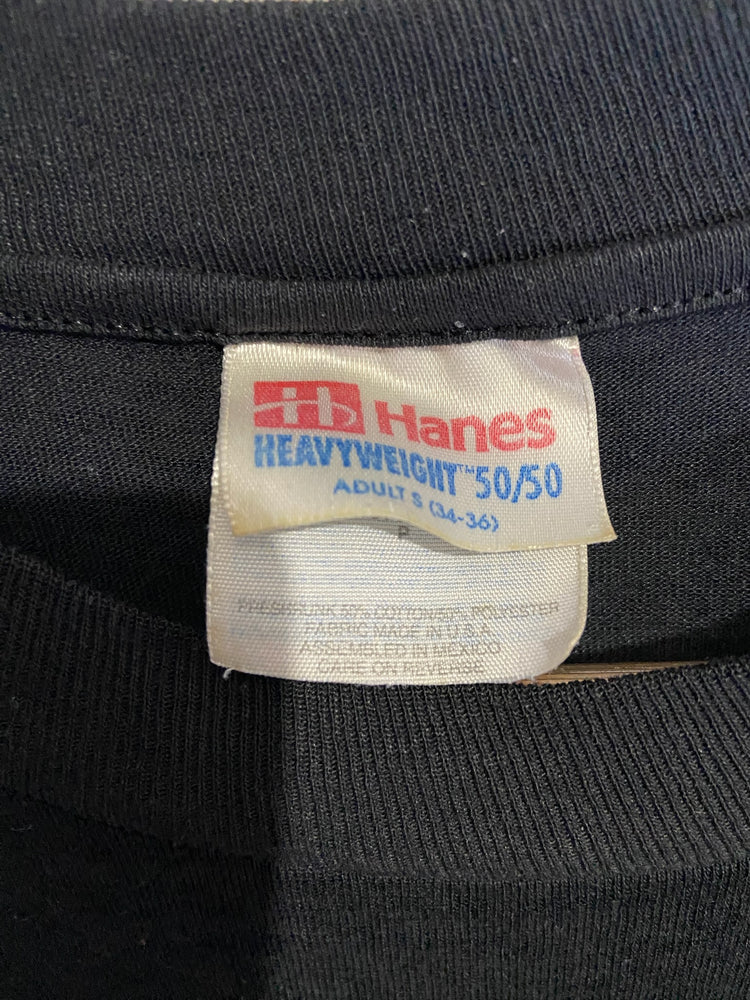 Hb Hanes
HEAVYWEIGHT™ 50/50
ADULT S (34-36)
P
PRESHRUNK 50% COTTON/50% POLYESTER
FABRIC MADE IN U.S.A.
ASSEMBLED IN MEXICO
CARE ON REVERSE